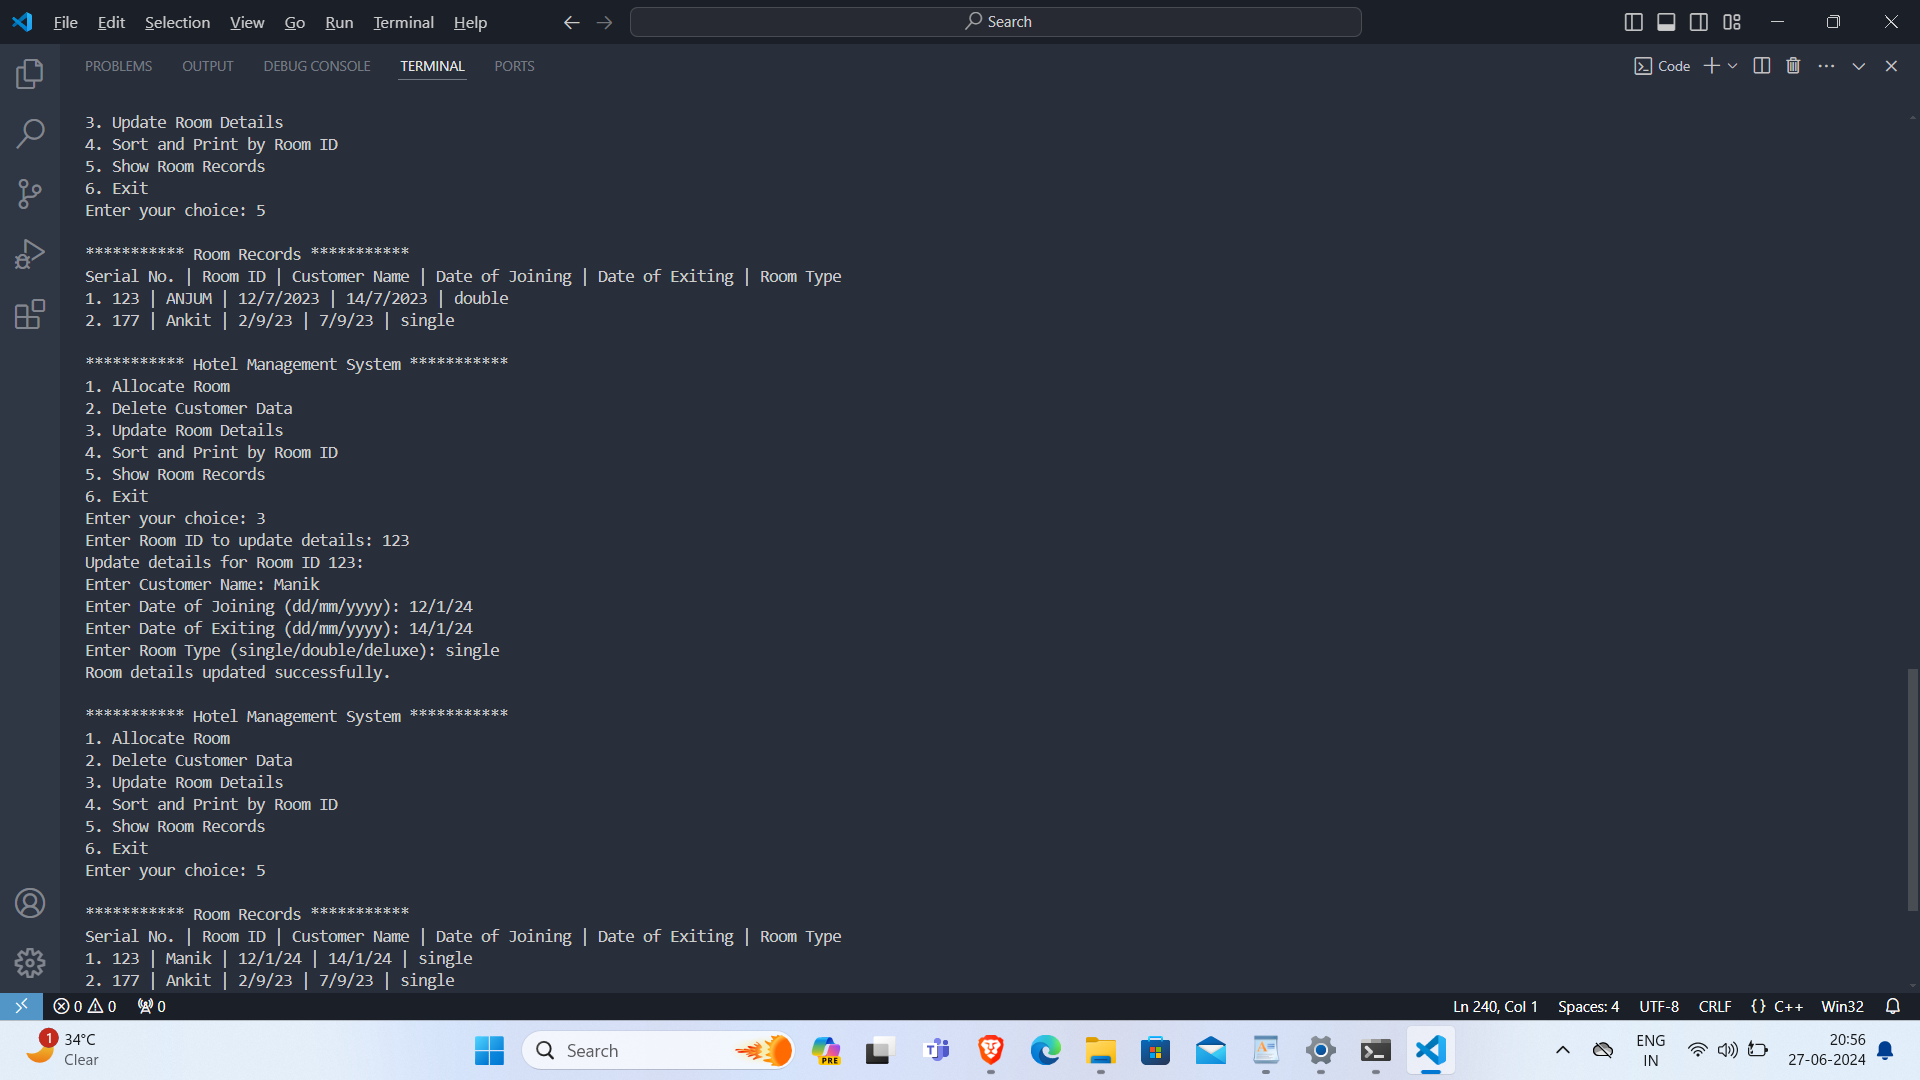 File Edit Selection View Go Run Terminal Help Search
PROBLEMS OUTPUT DEBUG CONSOLE TERMINAL PORTS Code
3. Update Room Details
4. Sort and Print by Room ID
5. Show Room Records
6. Exit
Enter your choice: 5
*********** Room Records ***********
Serial No. | Room ID | Customer Name | Date of Joining | Date of Exiting | Room Type
1. 123 | ANJUM | 12/7/2023 | 14/7/2023 | double
2. 177 | Ankit | 2/9/23 | 7/9/23 | single
*********** Hotel Management System ***********
1. Allocate Room
2. Delete Customer Data
3. Update Room Details
4. Sort and Print by Room ID
5. Show Room Records
6. Exit
Enter your choice: 3
Enter Room ID to update details: 123
Update details for Room ID 123:
Enter Customer Name: Manik
Enter Date of Joining (dd/mm/yyyy): 12/1/24
Enter Date of Exiting (dd/mm/yyyy): 14/1/24
Enter Room Type (single/double/deluxe): single
Room details updated successfully.
*********** Hotel Management System ***********
1. Allocate Room
2. Delete Customer Data
3. Update Room Details
4. Sort and Print by Room ID
5. Show Room Records
6. Exit
Enter your choice: 5
*********** Room Records ***********
Serial No. | Room ID | Customer Name | Date of Joining | Date of Exiting | Room Type
1. 123 | Manik | 12/1/24 | 14/1/24 | single
2. 177 | Ankit | 2/9/23 | 7/9/23 | single
0 0 0 Ln 240, Col 1 Spaces: 4 UTF-8 CRLF {} C++ Win32
1 34°C Search PRE ENG 20:56
Clear IN 27-06-2024